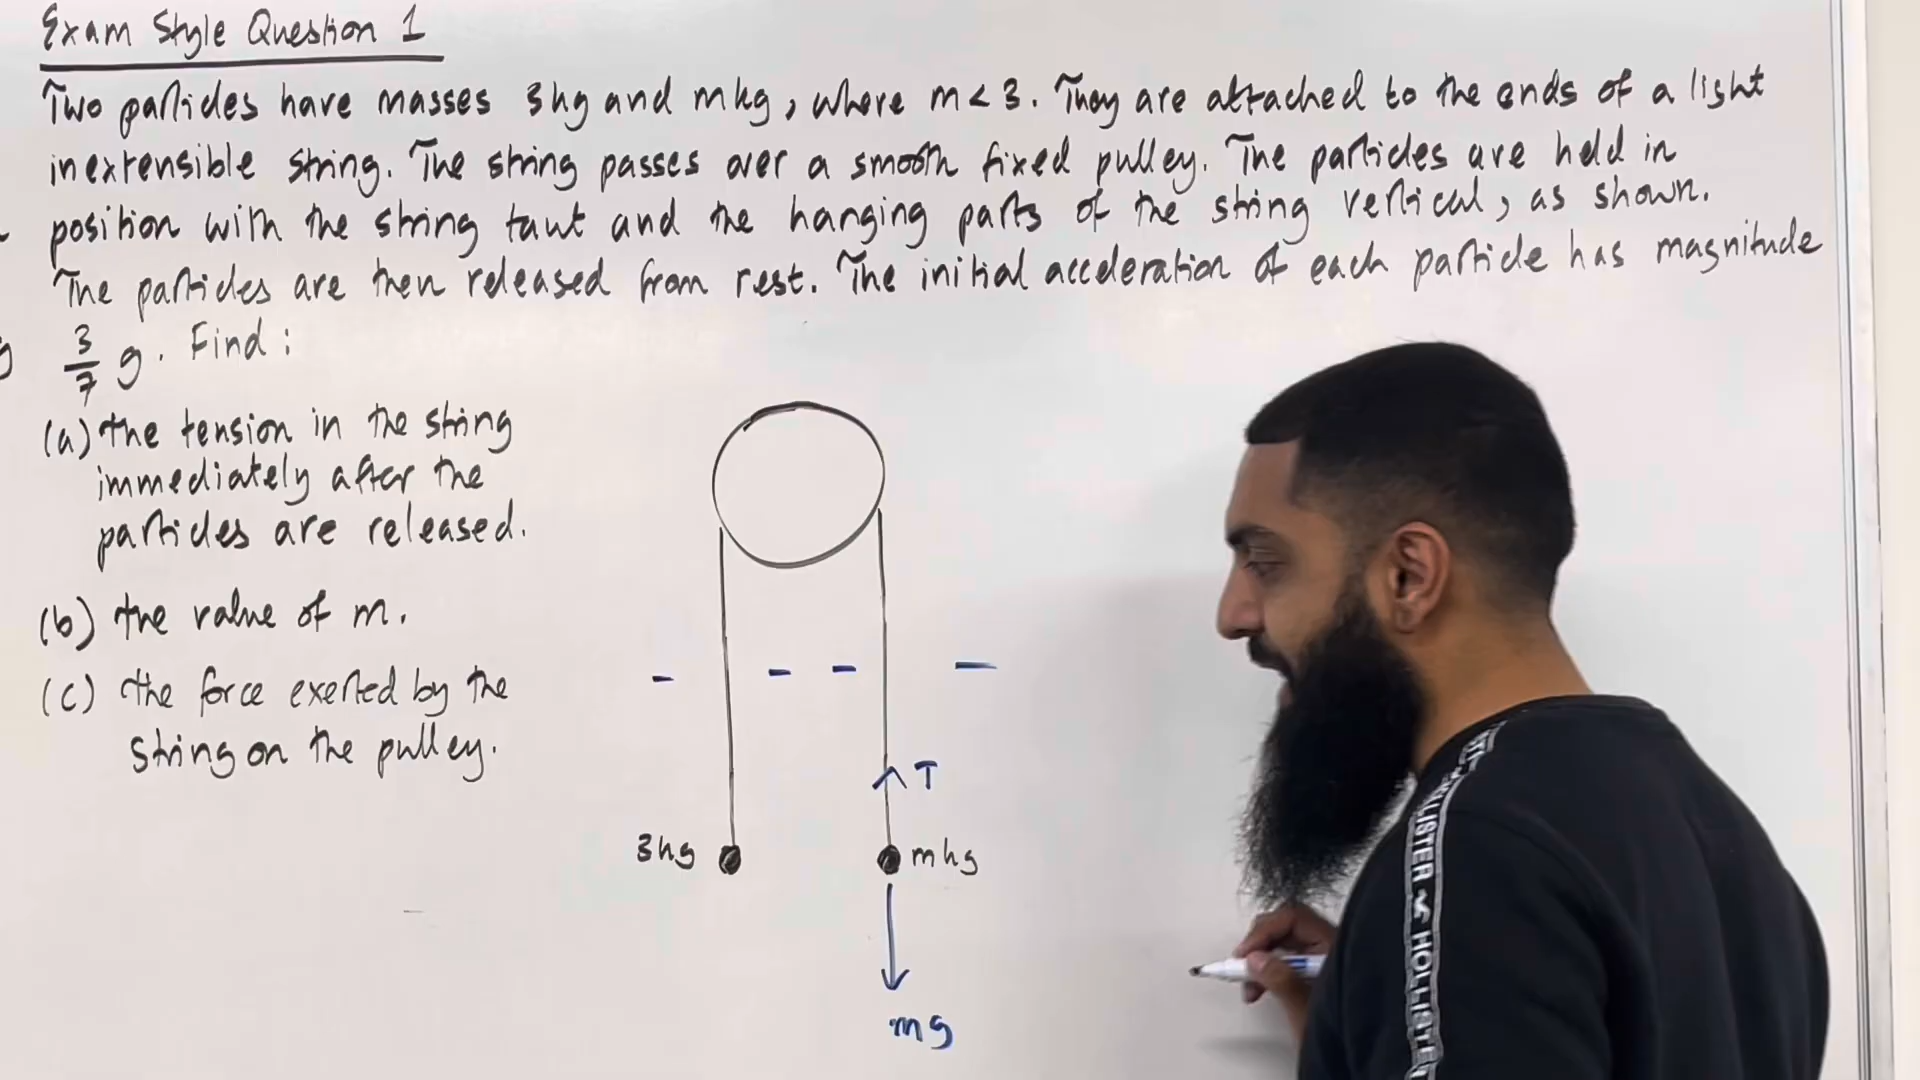 Exam Style Question 1
Two particles have masses 3kg and mkg, where m<3. They are attached to the ends of a light
inextensible string. The string passes over a smooth fixed pulley. The particles are held in
position with the string taut and the hanging parts of the string vertical, as shown.
The particles are then released from rest. The initial acceleration of each particle has magnitude
3/7 g. Find:
(a) the tension in the string
immediately after the
particles are released.
(b) the value of m.
(c) the force exerted by the
string on the pulley.
T
3kg
mkg
mg
HOLLISTER